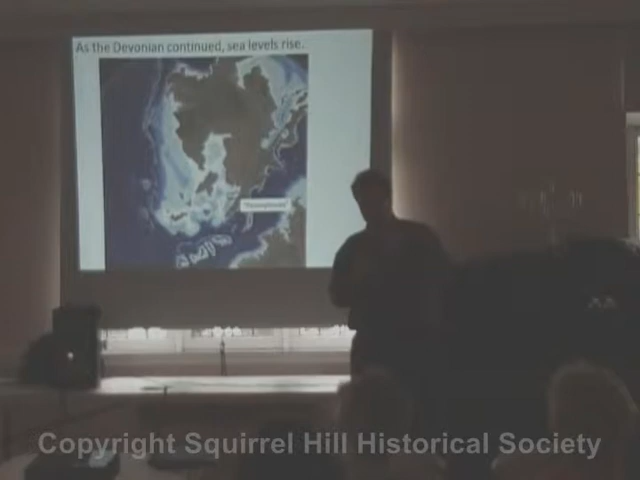 As the Devonian continued, sea levels rise.
Copyright Squirrel Hill Historical Society